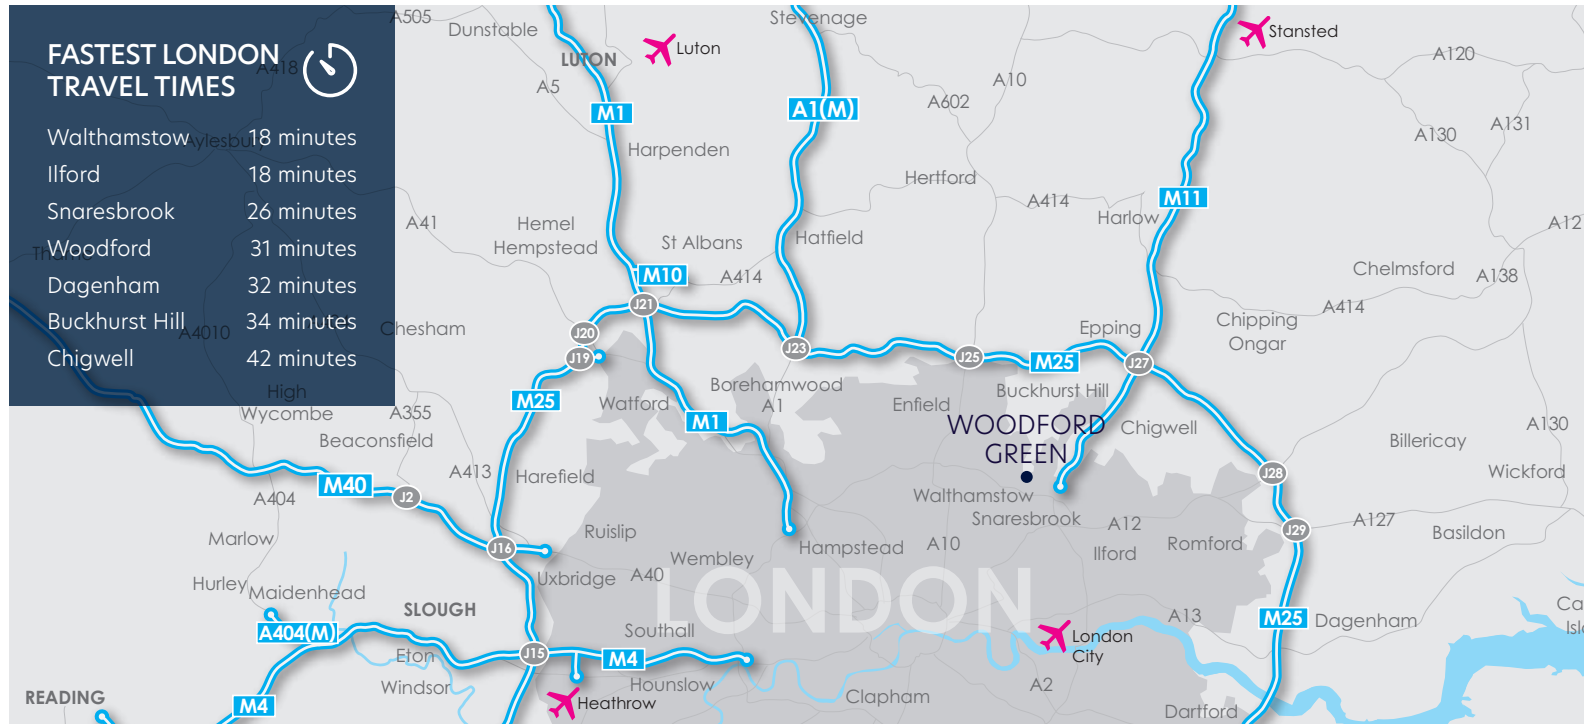 FASTEST LONDON
TRAVEL TIMES
Walthamstow 18 minutes
Ilford 18 minutes
Snaresbrook 26 minutes
Woodford 31 minutes
Dagenham 32 minutes
Buckhurst Hill 34 minutes
Chigwell 42 minutes
A505
Dunstable
LUTON
Luton
Stevenage
Stansted
A418
A5
M1
A1(M)
A602
A10
A120
A130
A131
Aylesbury
Harpenden
Hertford
A414
M11
Harlow
A41
Hemel
Hempstead
St Albans
Hatfield
A12
M10
A414
Chelmsford
A138
J21
A414
A4010
Chesham
J20
J19
J23
J25
M25
Epping
J27
Chipping
Ongar
High
Wycombe
A355
M25
Watford
Borehamwood
A1
Enfield
Buckhurst Hill
M1
WOODFORD
GREEN
Chigwell
Beaconsfield
Billericay
A130
A413
Harefield
J28
Wickford
M40
J2
A404
Walthamstow
Snaresbrook
A12
A127
J29
Basildon
Marlow
J16
Ruislip
Wembley
Hampstead
A10
Ilford
Romford
Hurley
Maidenhead
Uxbridge
A40
LONDON
SLOUGH
A404(M)
Southall
London
City
A13
M25
Dagenham
Eton
J15
M4
Windsor
Hounslow
Heathrow
Clapham
A2
Dartford
READING
M4